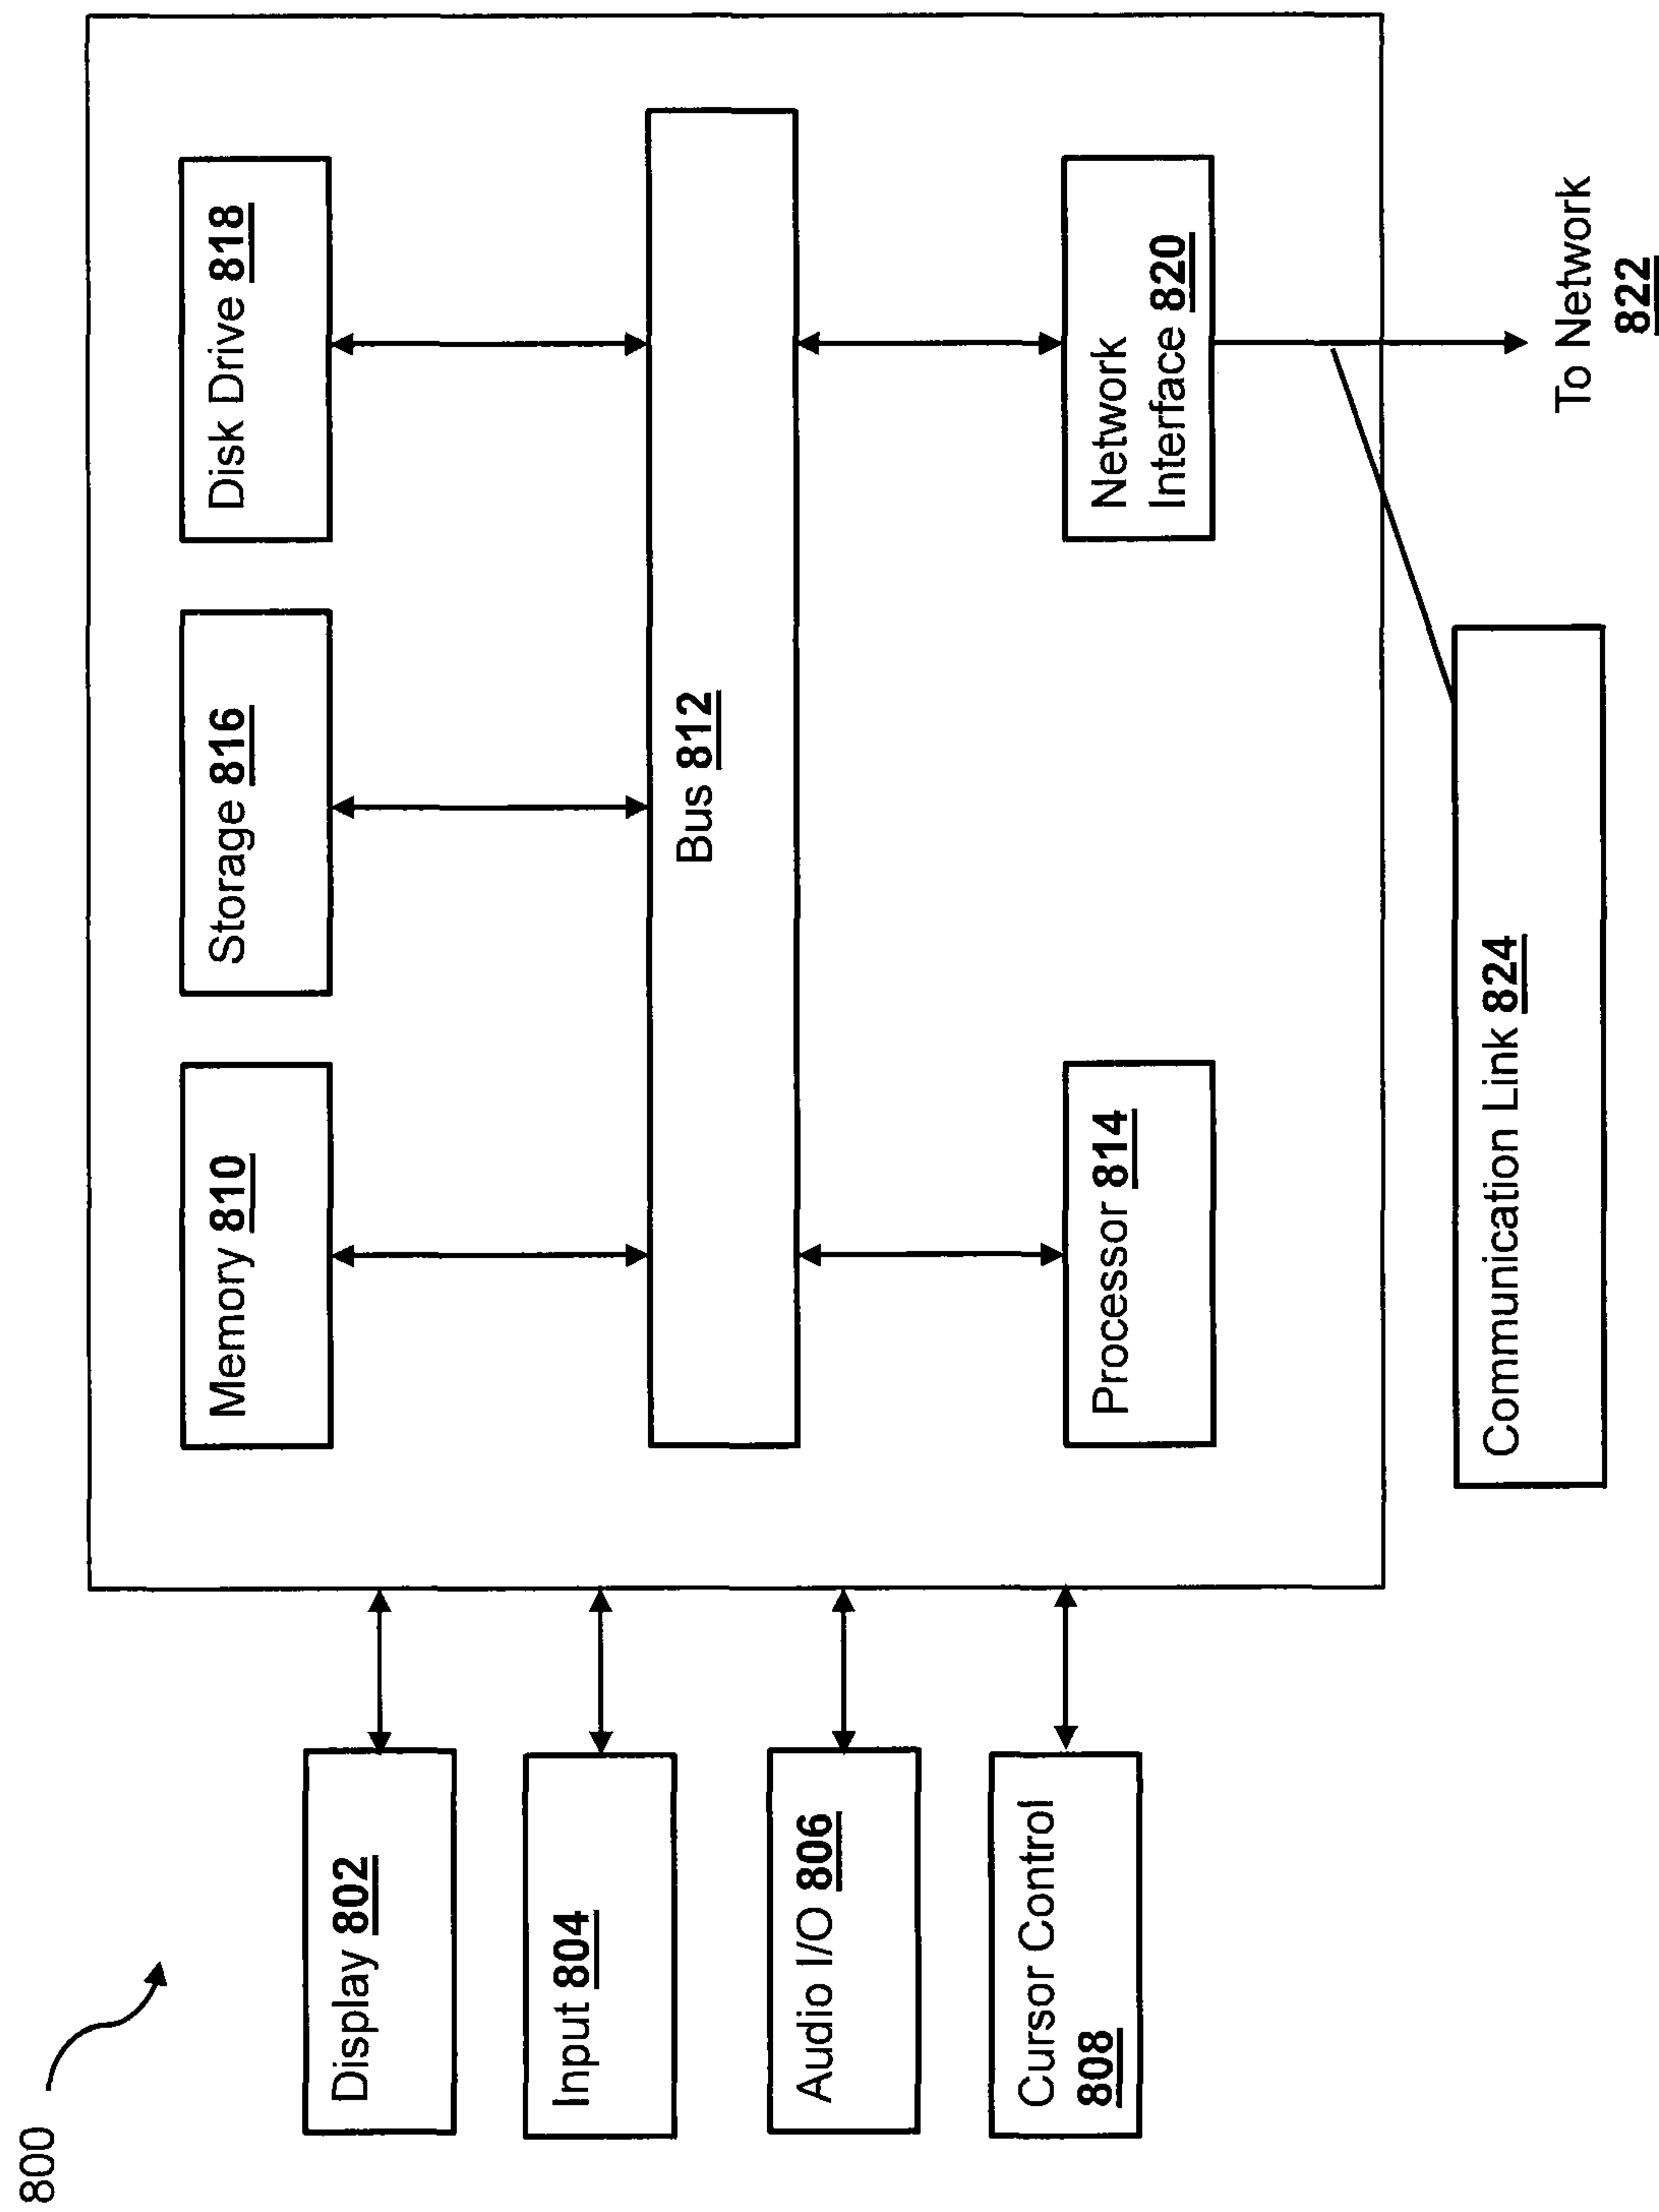 800
Display 802
Input 804
Audio I/O 806
Cursor Control
808
Memory 810
Storage 816
Disk Drive 818
Bus 812
Processor 814
Network
Interface 820
Communication Link 824
To Network
822